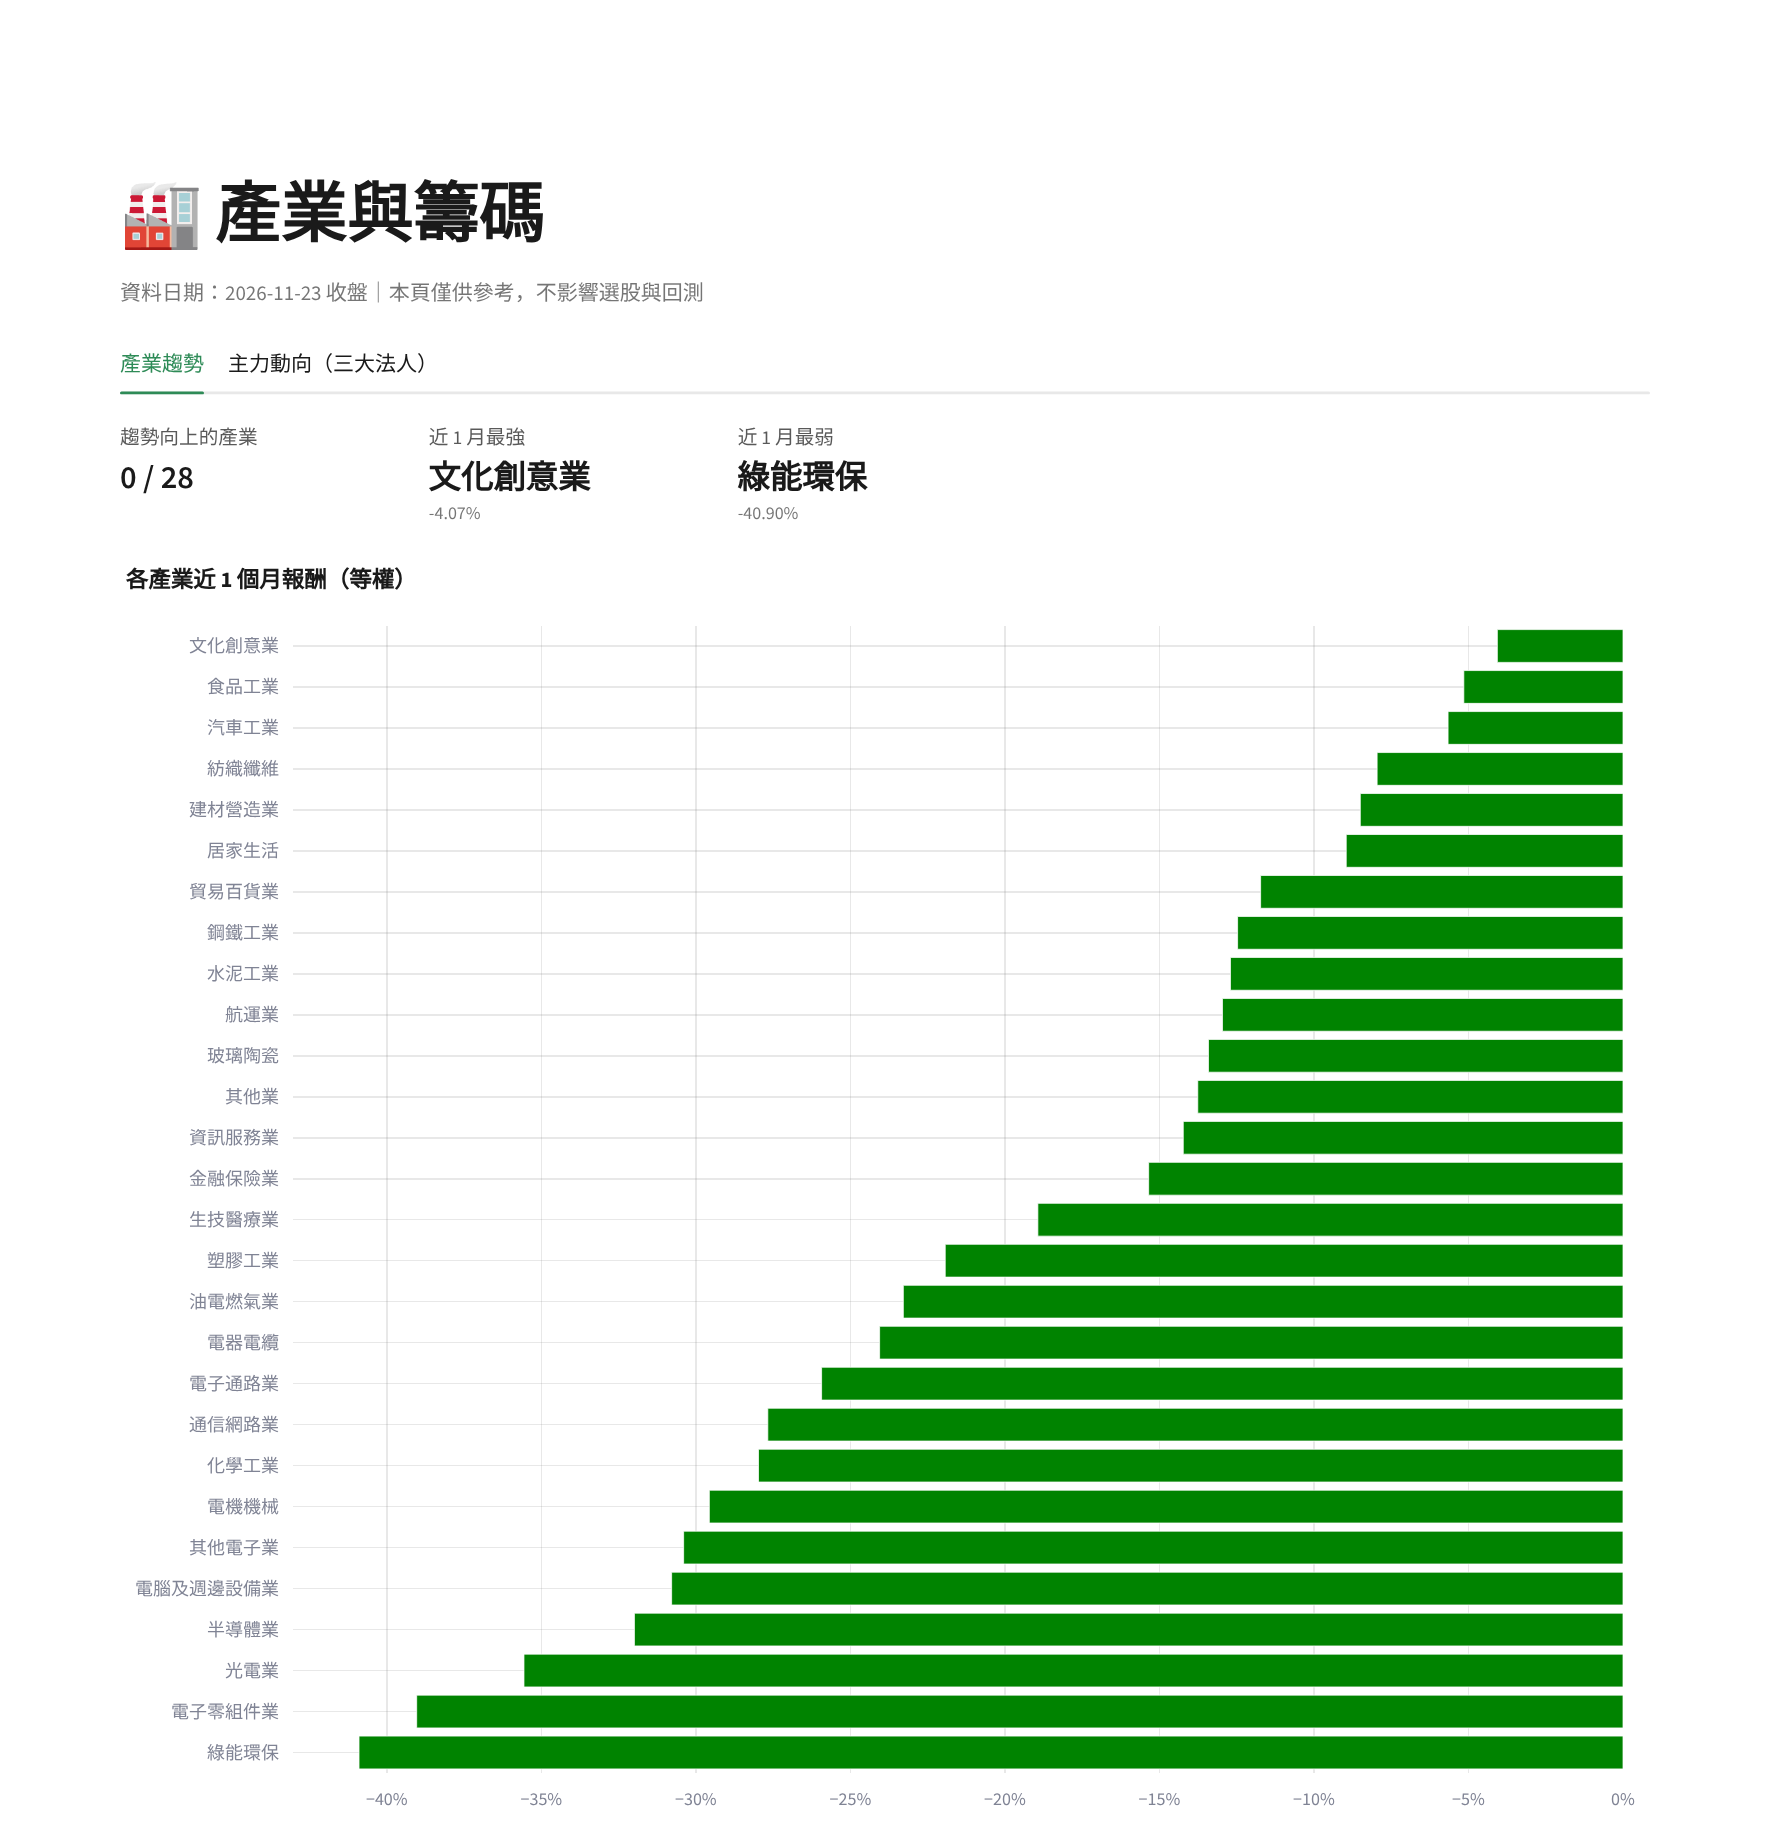 產業與籌碼
資料日期：2026-11-23 收盤｜本頁僅供參考，不影響選股與回測
產業趨勢 主力動向（三大法人）
趨勢向上的產業 近 1 月最強 近 1 月最弱
0 / 28 文化創意業 綠能環保
-4.07% -40.90%
各產業近 1 個月報酬（等權）
文化創意業
食品工業
汽車工業
紡織纖維
建材營造業
居家生活
貿易百貨業
鋼鐵工業
水泥工業
航運業
玻璃陶瓷
其他業
資訊服務業
金融保險業
生技醫療業
塑膠工業
油電燃氣業
電器電纜
電子通路業
通信網路業
化學工業
電機機械
其他電子業
電腦及週邊設備業
半導體業
光電業
電子零組件業
綠能環保
−40% −35% −30% −25% −20% −15% −10% −5% 0%